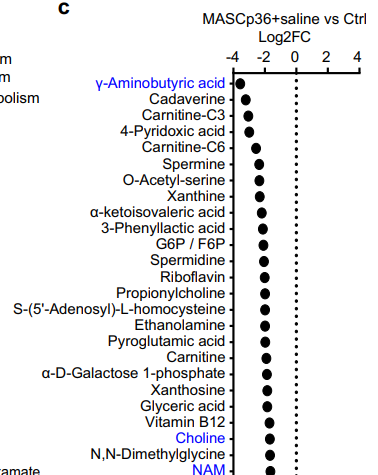 c
MASCp36+saline vs Ctrl
Log2FC
-4 -2 0 2 4
m
m
olism
γ-Aminobutyric acid
Cadaverine
Carnitine-C3
4-Pyridoxic acid
Carnitine-C6
Spermine
O-Acetyl-serine
Xanthine
α-ketoisovaleric acid
3-Phenyllactic acid
G6P / F6P
Spermidine
Riboflavin
Propionylcholine
S-(5'-Adenosyl)-L-homocysteine
Ethanolamine
Pyroglutamic acid
Carnitine
α-D-Galactose 1-phosphate
Xanthosine
Glyceric acid
Vitamin B12
Choline
N,N-Dimethylglycine
amate
NAM